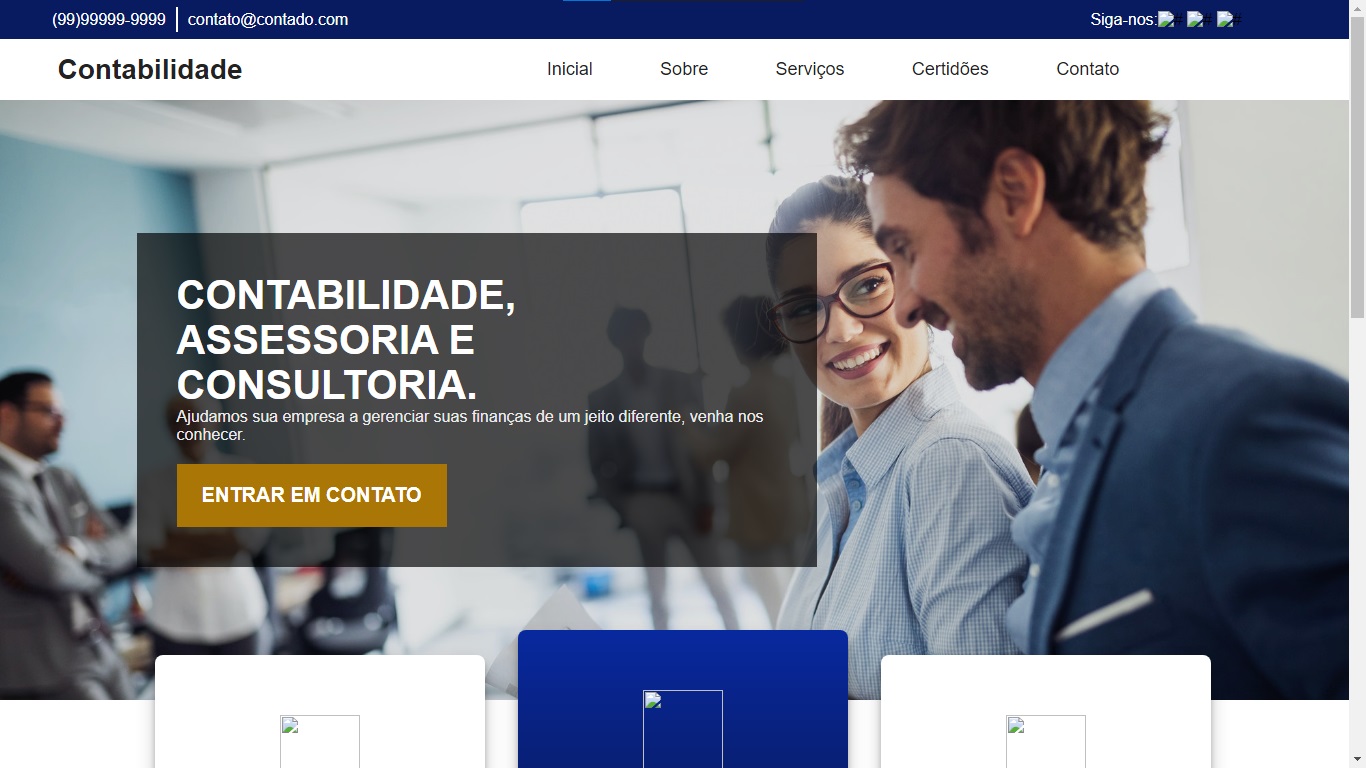 (99)99999-9999 contato@contado.com Siga-nos:# # #
Contabilidade Inicial Sobre Serviços Certidões Contato
CONTABILIDADE,
ASSESSORIA E
CONSULTORIA.
Ajudamos sua empresa a gerenciar suas finanças de um jeito diferente, venha nos
conhecer.
ENTRAR EM CONTATO